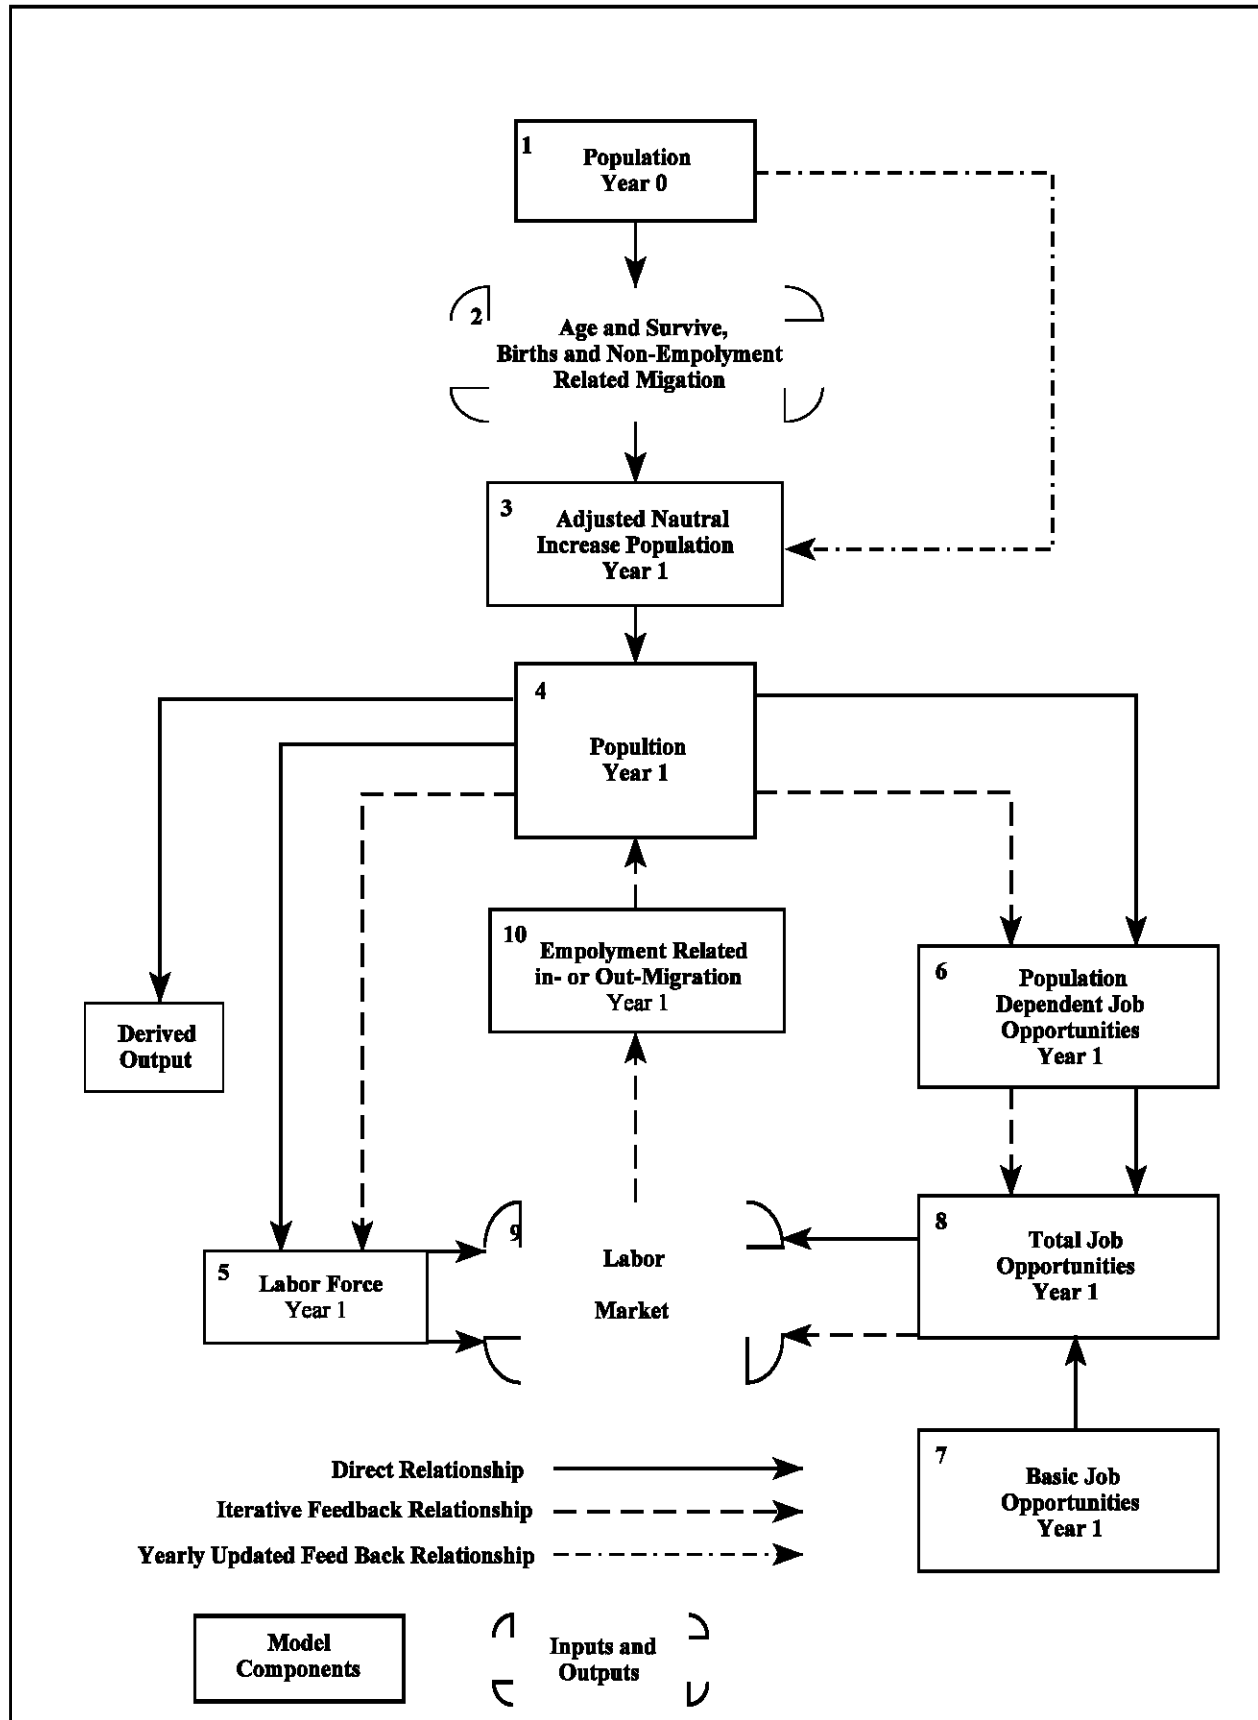 1
Population
Year 0
2
Age and Survive,
Births and Non-Empolyment
Related Migation
3
Adjusted Nautral
Increase Population
Year 1
4
Popultion
Year 1
10
Empolyment Related
in- or Out-Migration
Year 1
6
Population
Dependent Job
Opportunities
Year 1
Derived
Output
5
Labor Force
Year 1
9
Labor
Market
8
Total Job
Opportunities
Year 1
7
Basic Job
Opportunities
Year 1
Direct Relationship
Iterative Feedback Relationship
Yearly Updated Feed Back Relationship
Model
Components
Inputs and
Outputs